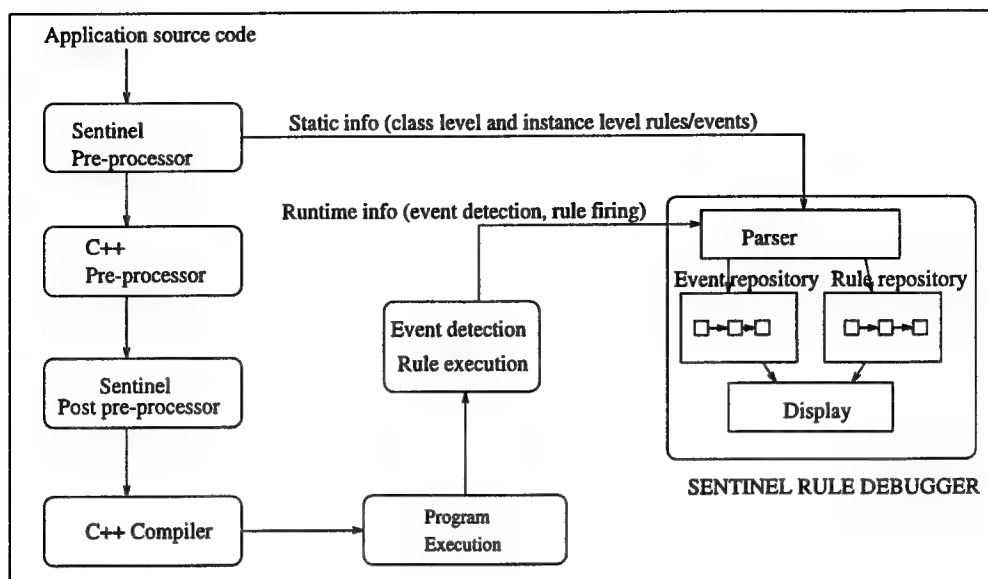 Application source code
Sentinel
Pre-processor
Static info (class level and instance level rules/events)
Runtime info (event detection, rule firing)
C++
Pre-processor
Parser
Event repository
Rule repository
Event detection
Rule execution
Sentinel
Post pre-processor
Display
SENTINEL RULE DEBUGGER
C++ Compiler
Program
Execution